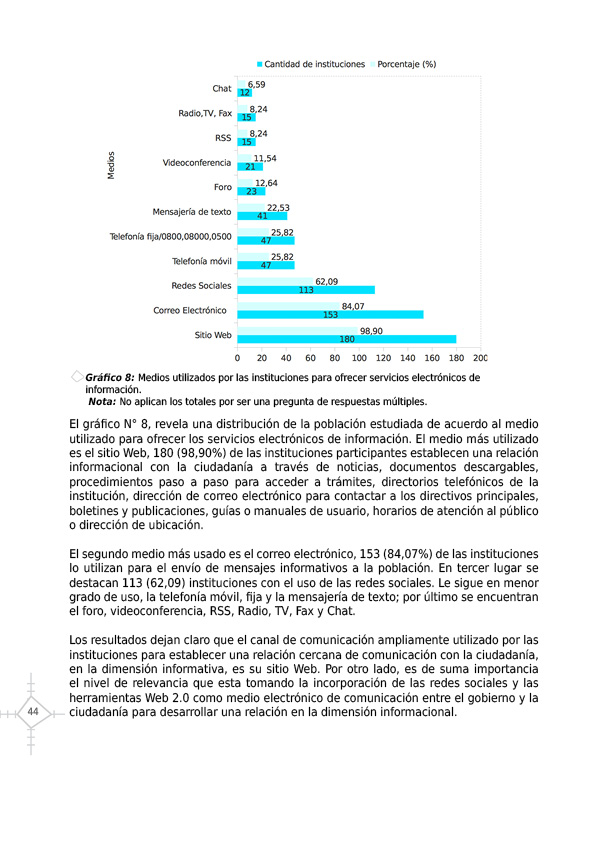 Cantidad de instituciones Porcentaje (%)
Medios
Chat 6,59 12
Radio,TV, Fax 8,24 15
RSS 8,24 15
Videoconferencia 11,54 21
Foro 12,64 23
Mensajería de texto 22,53 41
Telefonía fija/0800,08000,0500 25,82 47
Telefonía móvil 25,82 47
Redes Sociales 62,09 113
Correo Electrónico 84,07 153
Sitio Web 98,90 180
0 20 40 60 80 100 120 140 160 180 200
Gráfico 8: Medios utilizados por las instituciones para ofrecer servicios electrónicos de
información.
Nota: No aplican los totales por ser una pregunta de respuestas múltiples.
El gráfico N° 8, revela una distribución de la población estudiada de acuerdo al medio
utilizado para ofrecer los servicios electrónicos de información. El medio más utilizado
es el sitio Web, 180 (98,90%) de las instituciones participantes establecen una relación
informacional con la ciudadanía a través de noticias, documentos descargables,
procedimientos paso a paso para acceder a trámites, directorios telefónicos de la
institución, dirección de correo electrónico para contactar a los directivos principales,
boletines y publicaciones, guías o manuales de usuario, horarios de atención al público
o dirección de ubicación.
El segundo medio más usado es el correo electrónico, 153 (84,07%) de las instituciones
lo utilizan para el envío de mensajes informativos a la población. En tercer lugar se
destacan 113 (62,09) instituciones con el uso de las redes sociales. Le sigue en menor
grado de uso, la telefonía móvil, fija y la mensajería de texto; por último se encuentran
el foro, videoconferencia, RSS, Radio, TV, Fax y Chat.
Los resultados dejan claro que el canal de comunicación ampliamente utilizado por las
instituciones para establecer una relación cercana de comunicación con la ciudadanía,
en la dimensión informativa, es su sitio Web. Por otro lado, es de suma importancia
el nivel de relevancia que esta tomando la incorporación de las redes sociales y las
herramientas Web 2.0 como medio electrónico de comunicación entre el gobierno y la
ciudadanía para desarrollar una relación en la dimensión informacional.
44